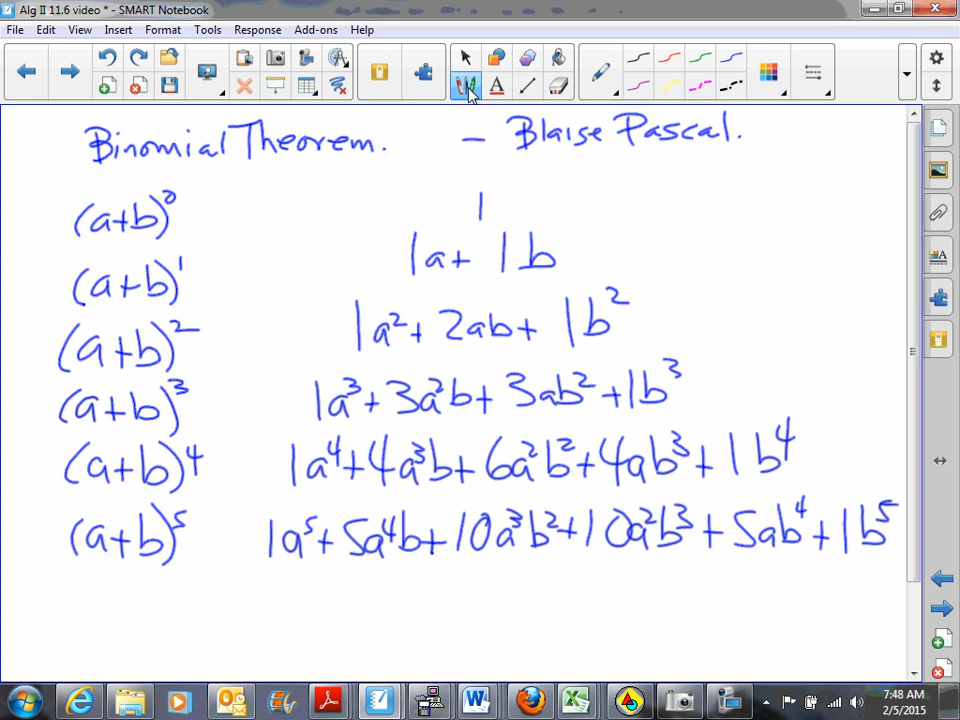 Alg II 11.6 video * - SMART Notebook
File Edit View Insert Format Tools Response Add-ons Help
Binomial Theorem. - Blaise Pascal.
(a+b)⁰ 1
(a+b)¹ 1a+ 1b
(a+b)² 1a²+ 2ab+ 1b²
(a+b)³ 1a³+3a²b+3ab²+1b³
(a+b)⁴ 1a⁴+4a³b+6a²b²+4ab³+1b⁴
(a+b)⁵ 1a⁵+5a⁴b+10a³b²+10a²b³+5ab⁴+1b⁵
7:48 AM
2/5/2015